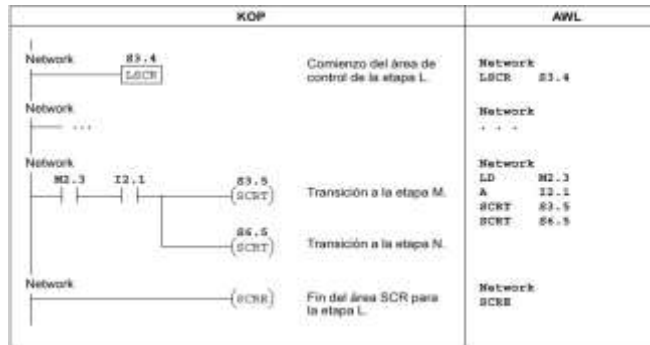 KOP
AWL
Network
S3.4
LSCR
Comienzo del área de
control de la etapa L.
Network
LSCR S3.4
Network
...
Network
. . .
Network
M2.3 I2.1 S3.5
(SCRT)
Transición a la etapa M.
S6.5
(SCRT)
Transición a la etapa N.
Network
LD M2.3
A I2.1
SCRT S3.5
SCRT S6.5
Network
(SCRE)
Fin del área SCR para
la etapa L.
Network
SCRE